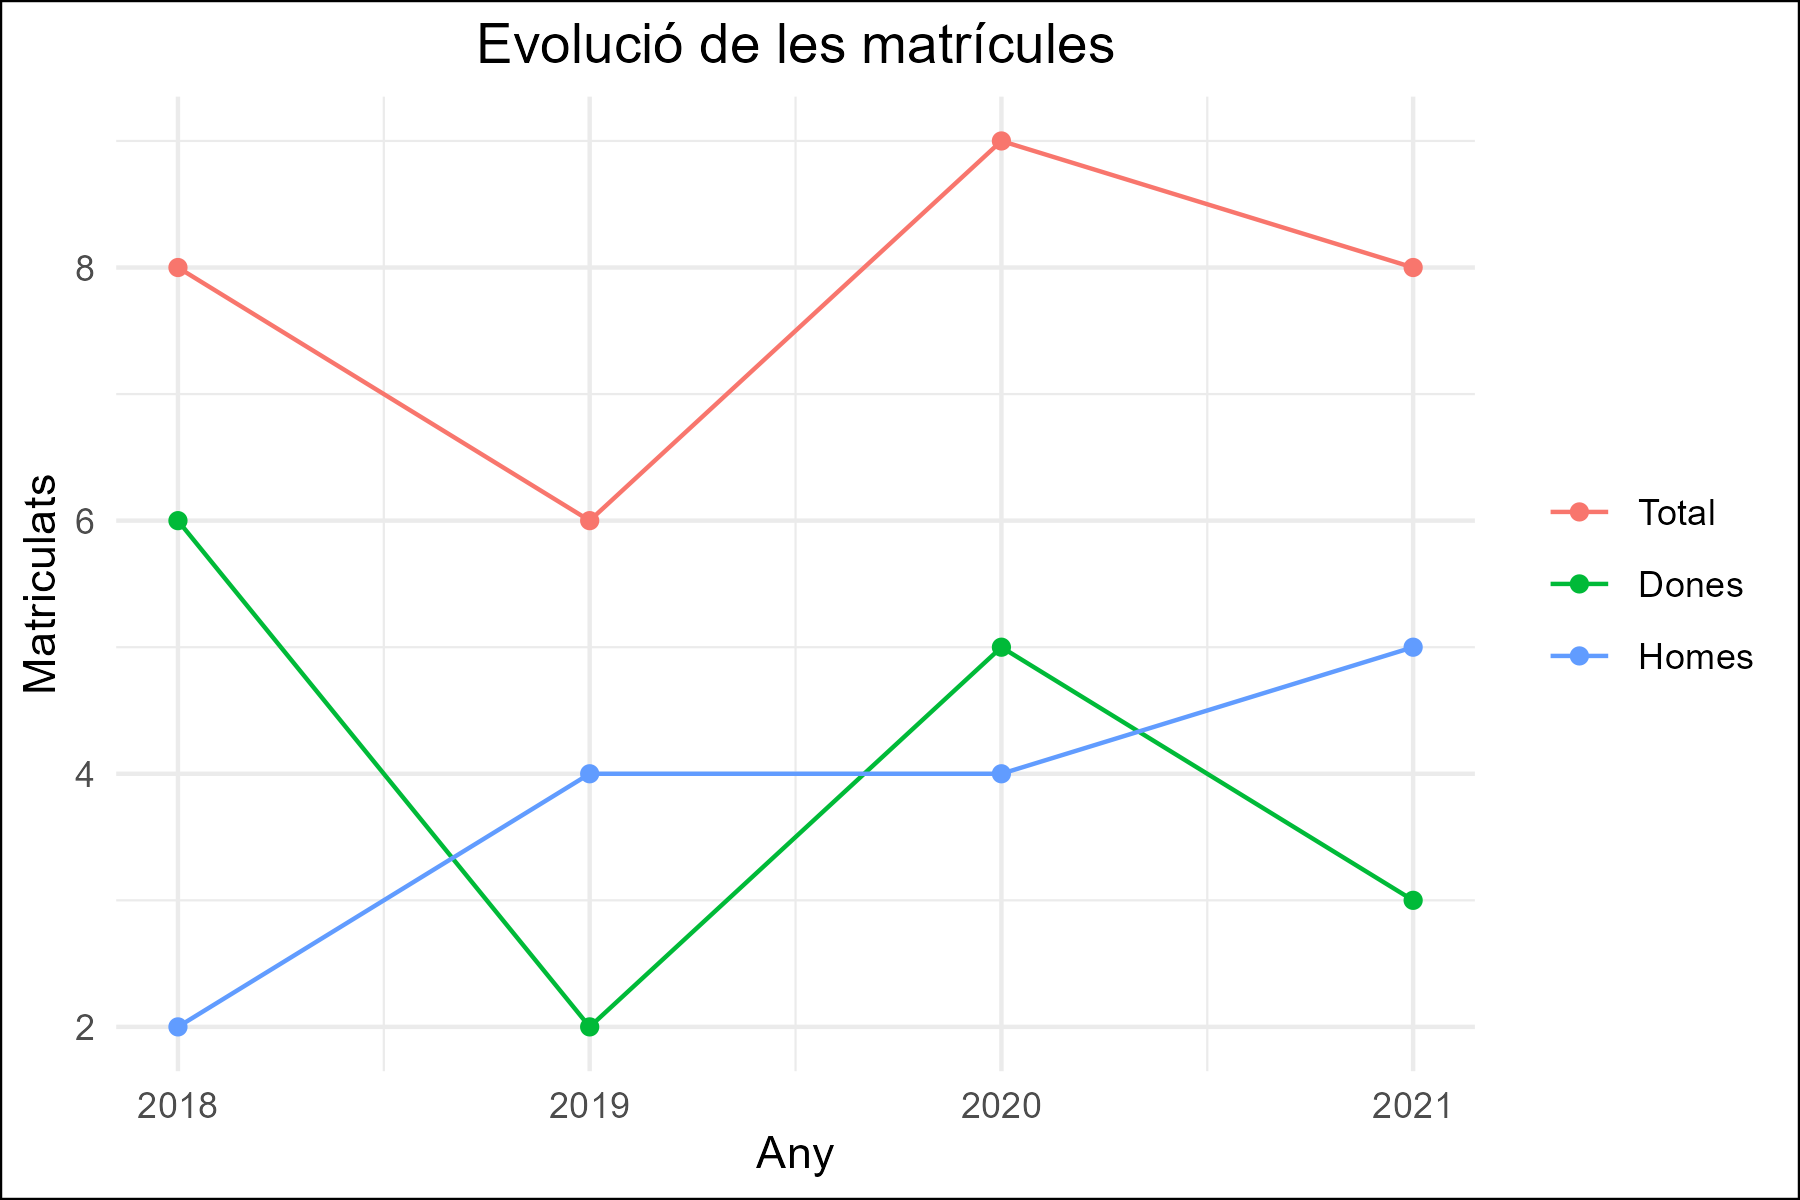 Evolució de les matrícules
Matriculats
8
6
4
2
2018
2019
2020
2021
Any
Total
Dones
Homes